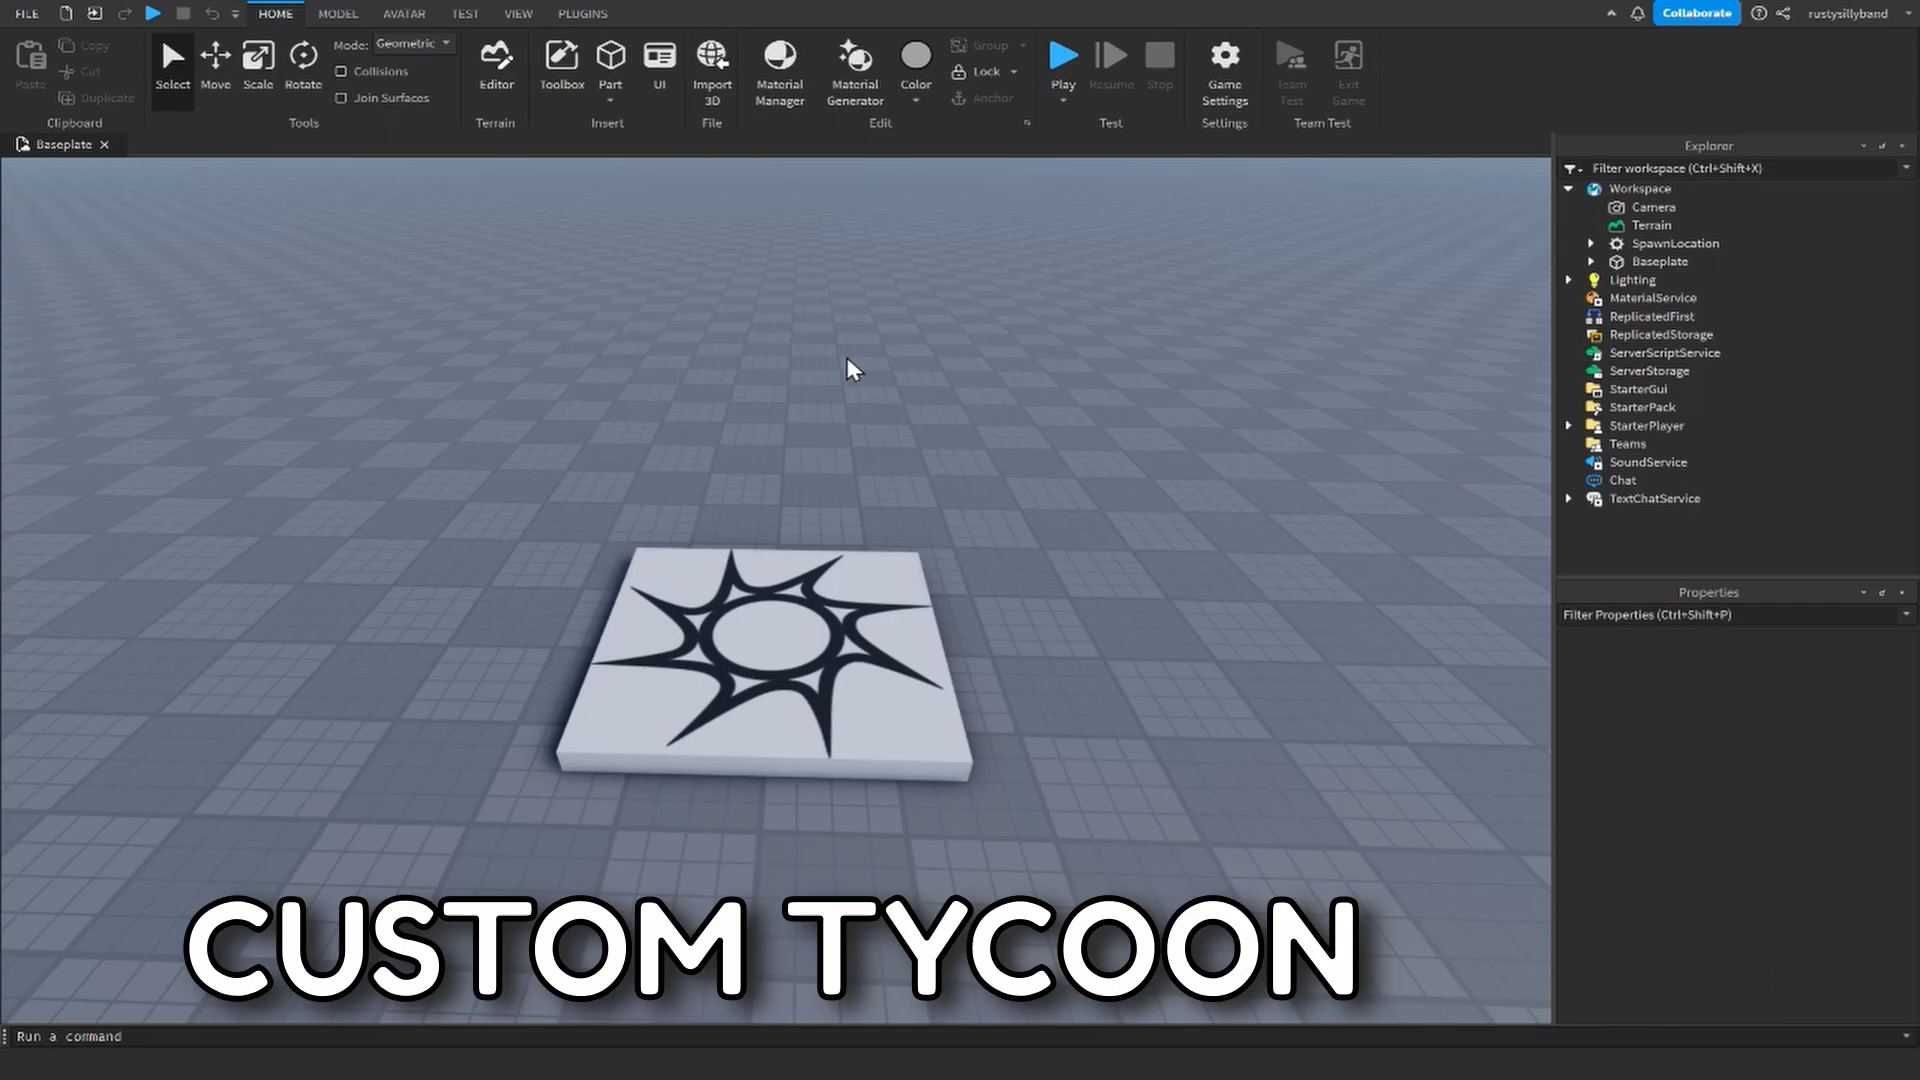 FILE
HOME
MODEL
AVATAR
TEST
VIEW
PLUGINS
Collaborate
rustysillyband
Paste
Copy
Cut
Duplicate
Clipboard
Select
Move
Scale
Rotate
Mode: Geometric
Collisions
Join Surfaces
Tools
Editor
Terrain
Toolbox
Part
UI
Insert
Import
3D
File
Material
Manager
Material
Generator
Color
Group
Lock
Anchor
Edit
Play
Resume
Stop
Test
Game
Settings
Settings
Team
Test
Exit
Game
Team Test
Baseplate
Explorer
Filter workspace (Ctrl+Shift+X)
Workspace
Camera
Terrain
SpawnLocation
Baseplate
Lighting
MaterialService
ReplicatedFirst
ReplicatedStorage
ServerScriptService
ServerStorage
StarterGui
StarterPack
StarterPlayer
Teams
SoundService
Chat
TextChatService
Properties
Filter Properties (Ctrl+Shift+P)
CUSTOM TYCOON
Run a command